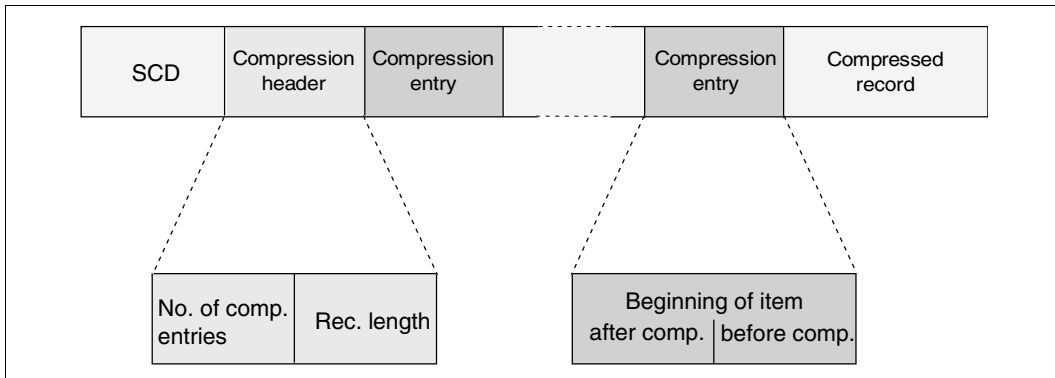 SCD
Compression
header
Compression
entry
Compression
entry
Compressed
record
No. of comp.
entries
Rec. length
Beginning of item
after comp.
before comp.